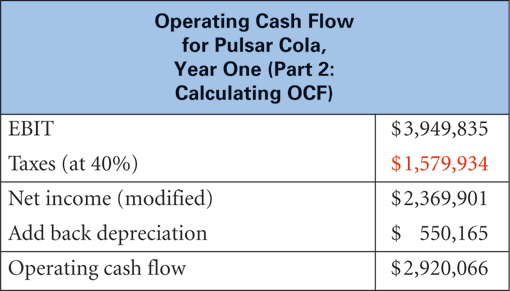 Operating Cash Flow
for Pulsar Cola,
Year One (Part 2:
Calculating OCF)
EBIT $3,949,835
Taxes (at 40%) $1,579,934
Net income (modified) $2,369,901
Add back depreciation $ 550,165
Operating cash flow $2,920,066